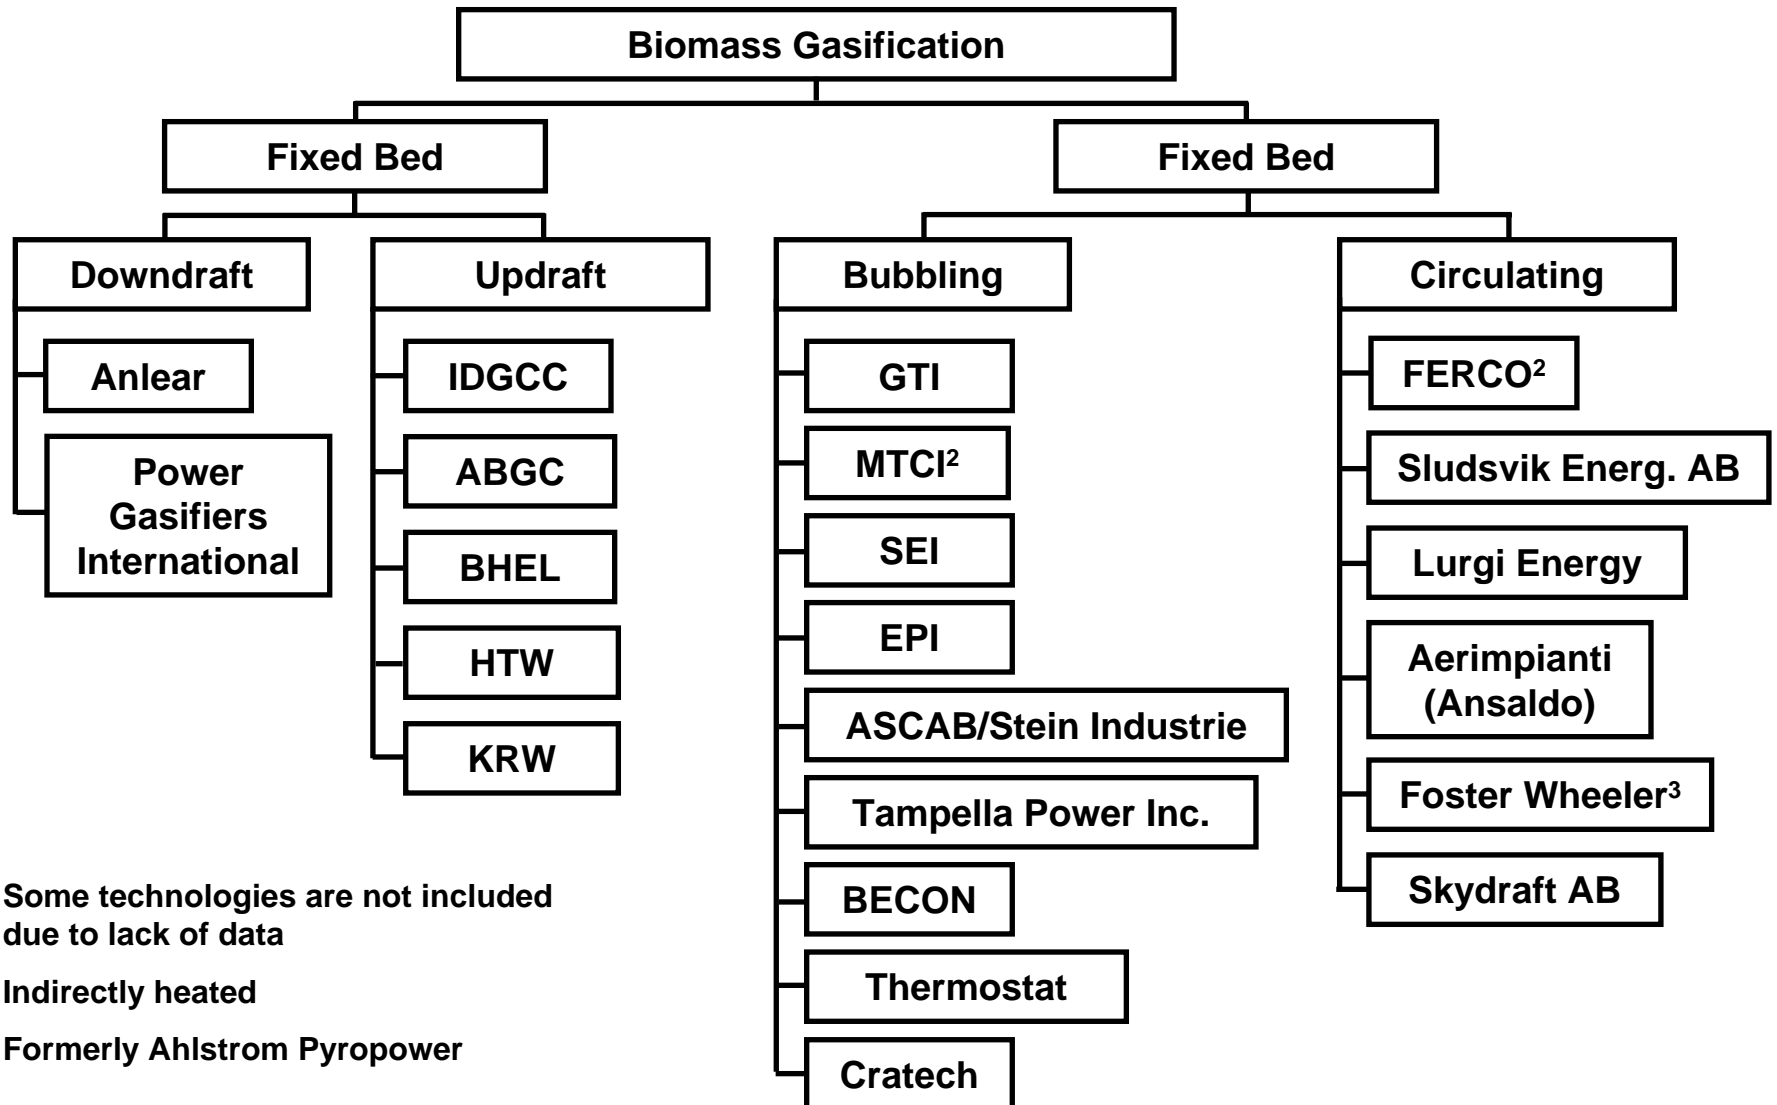 Biomass Gasification
Fixed Bed
Fixed Bed
Downdraft
Updraft
Bubbling
Circulating
Anlear
Power
Gasifiers
International
IDGCC
ABGC
BHEL
HTW
KRW
GTI
MTCI²
SEI
EPI
ASCAB/Stein Industrie
Tampella Power Inc.
BECON
Thermostat
Cratech
FERCO²
Sludsvik Energ. AB
Lurgi Energy
Aerimpianti
(Ansaldo)
Foster Wheeler³
Skydraft AB
Some technologies are not included
due to lack of data
Indirectly heated
Formerly Ahlstrom Pyropower